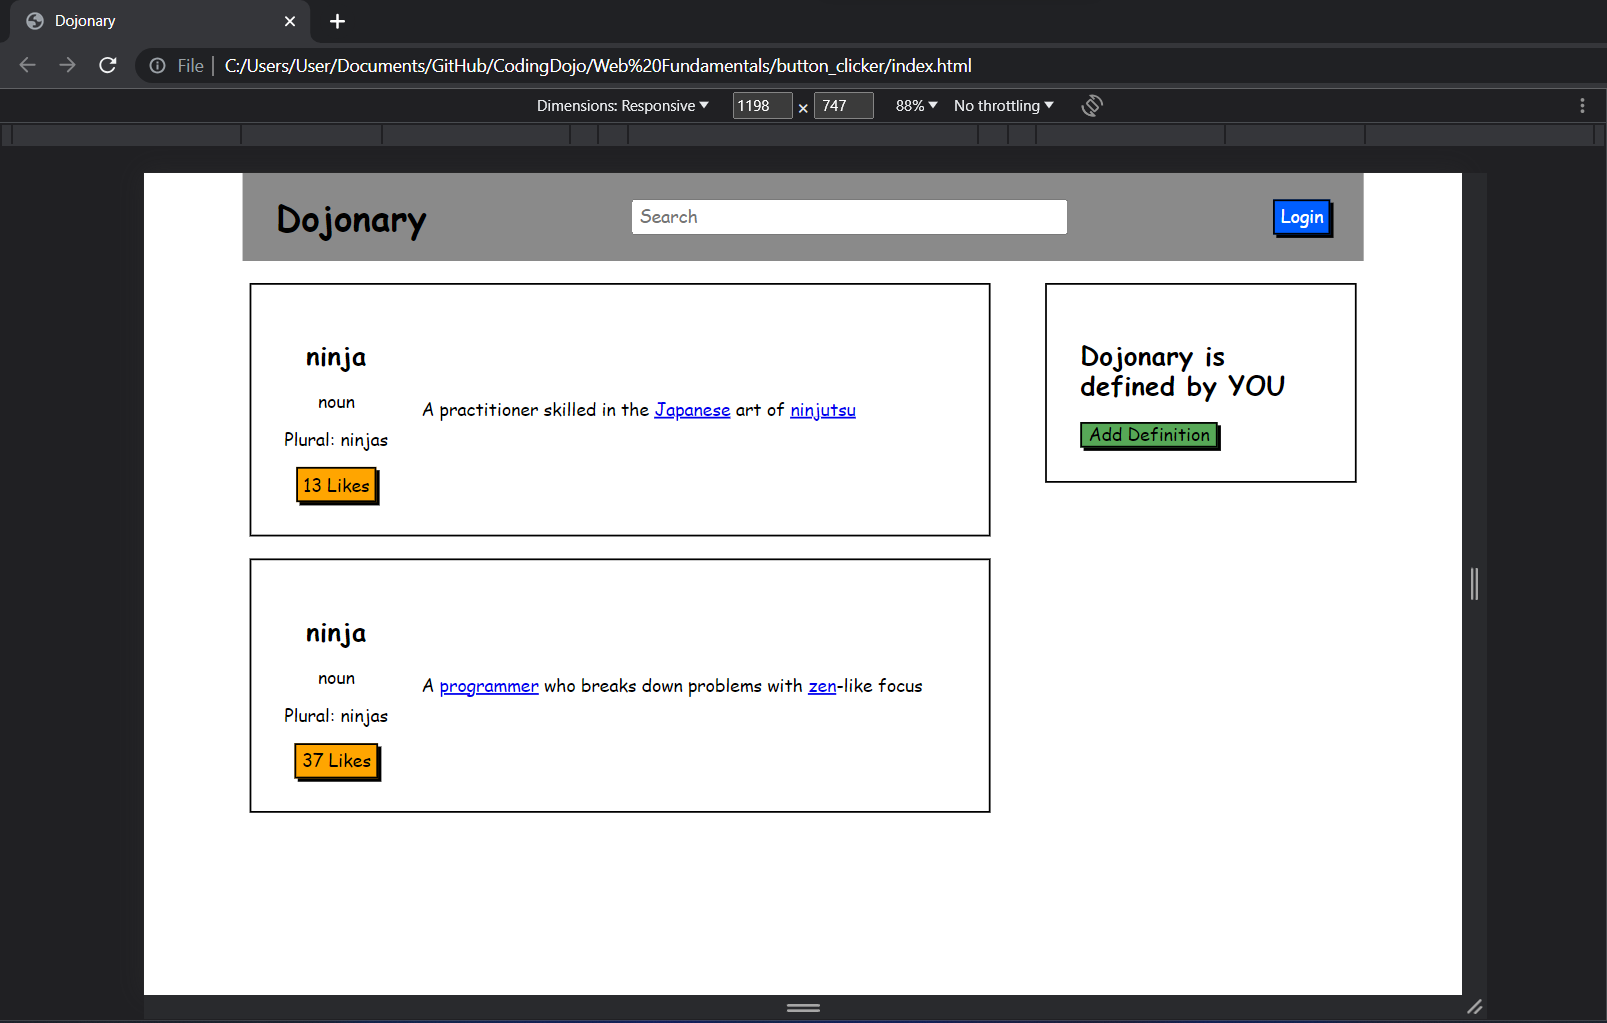 Dojonary
File
C:/Users/User/Documents/GitHub/CodingDojo/Web%20Fundamentals/button_clicker/index.html
Dimensions: Responsive 1198 × 747 88% No throttling
Dojonary
Search
Login
ninja
noun
Plural: ninjas
13 Likes
A practitioner skilled in the Japanese art of ninjutsu
Dojonary is
defined by YOU
Add Definition
ninja
noun
Plural: ninjas
37 Likes
A programmer who breaks down problems with zen-like focus